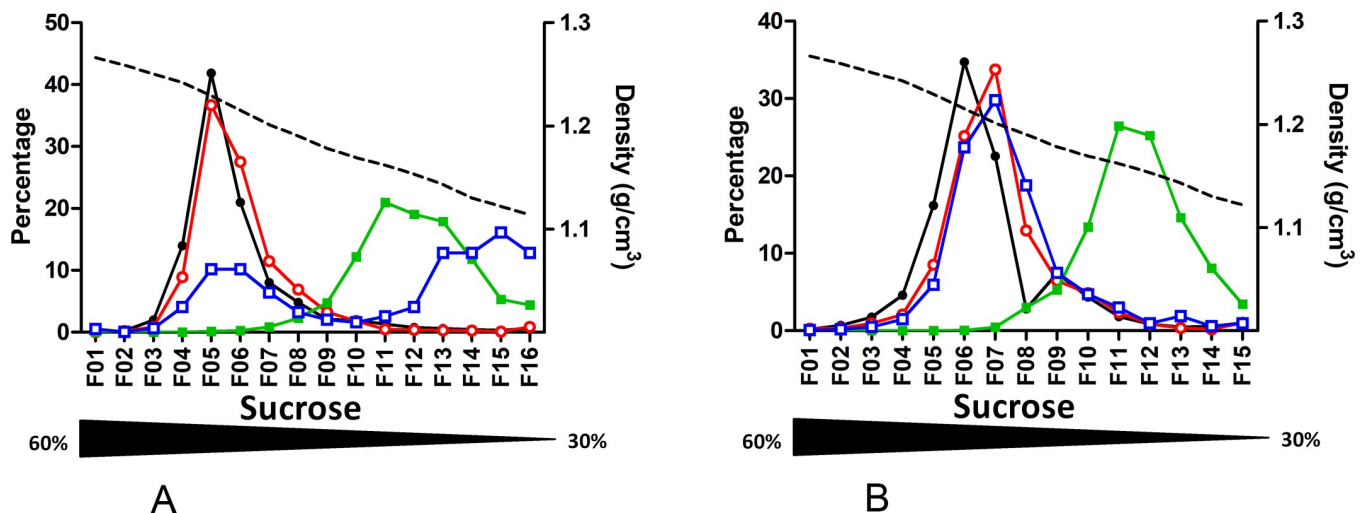 50
40
30
20
10
0
Percentage
1.3
1.2
1.1
Density (g/cm³)
F01
F02
F03
F04
F05
F06
F07
F08
F09
F10
F11
F12
F13
F14
F15
F16
Sucrose
60%
30%
A
40
30
20
10
0
Percentage
1.3
1.2
1.1
Density (g/cm³)
F01
F02
F03
F04
F05
F06
F07
F08
F09
F10
F11
F12
F13
F14
F15
Sucrose
60%
30%
B